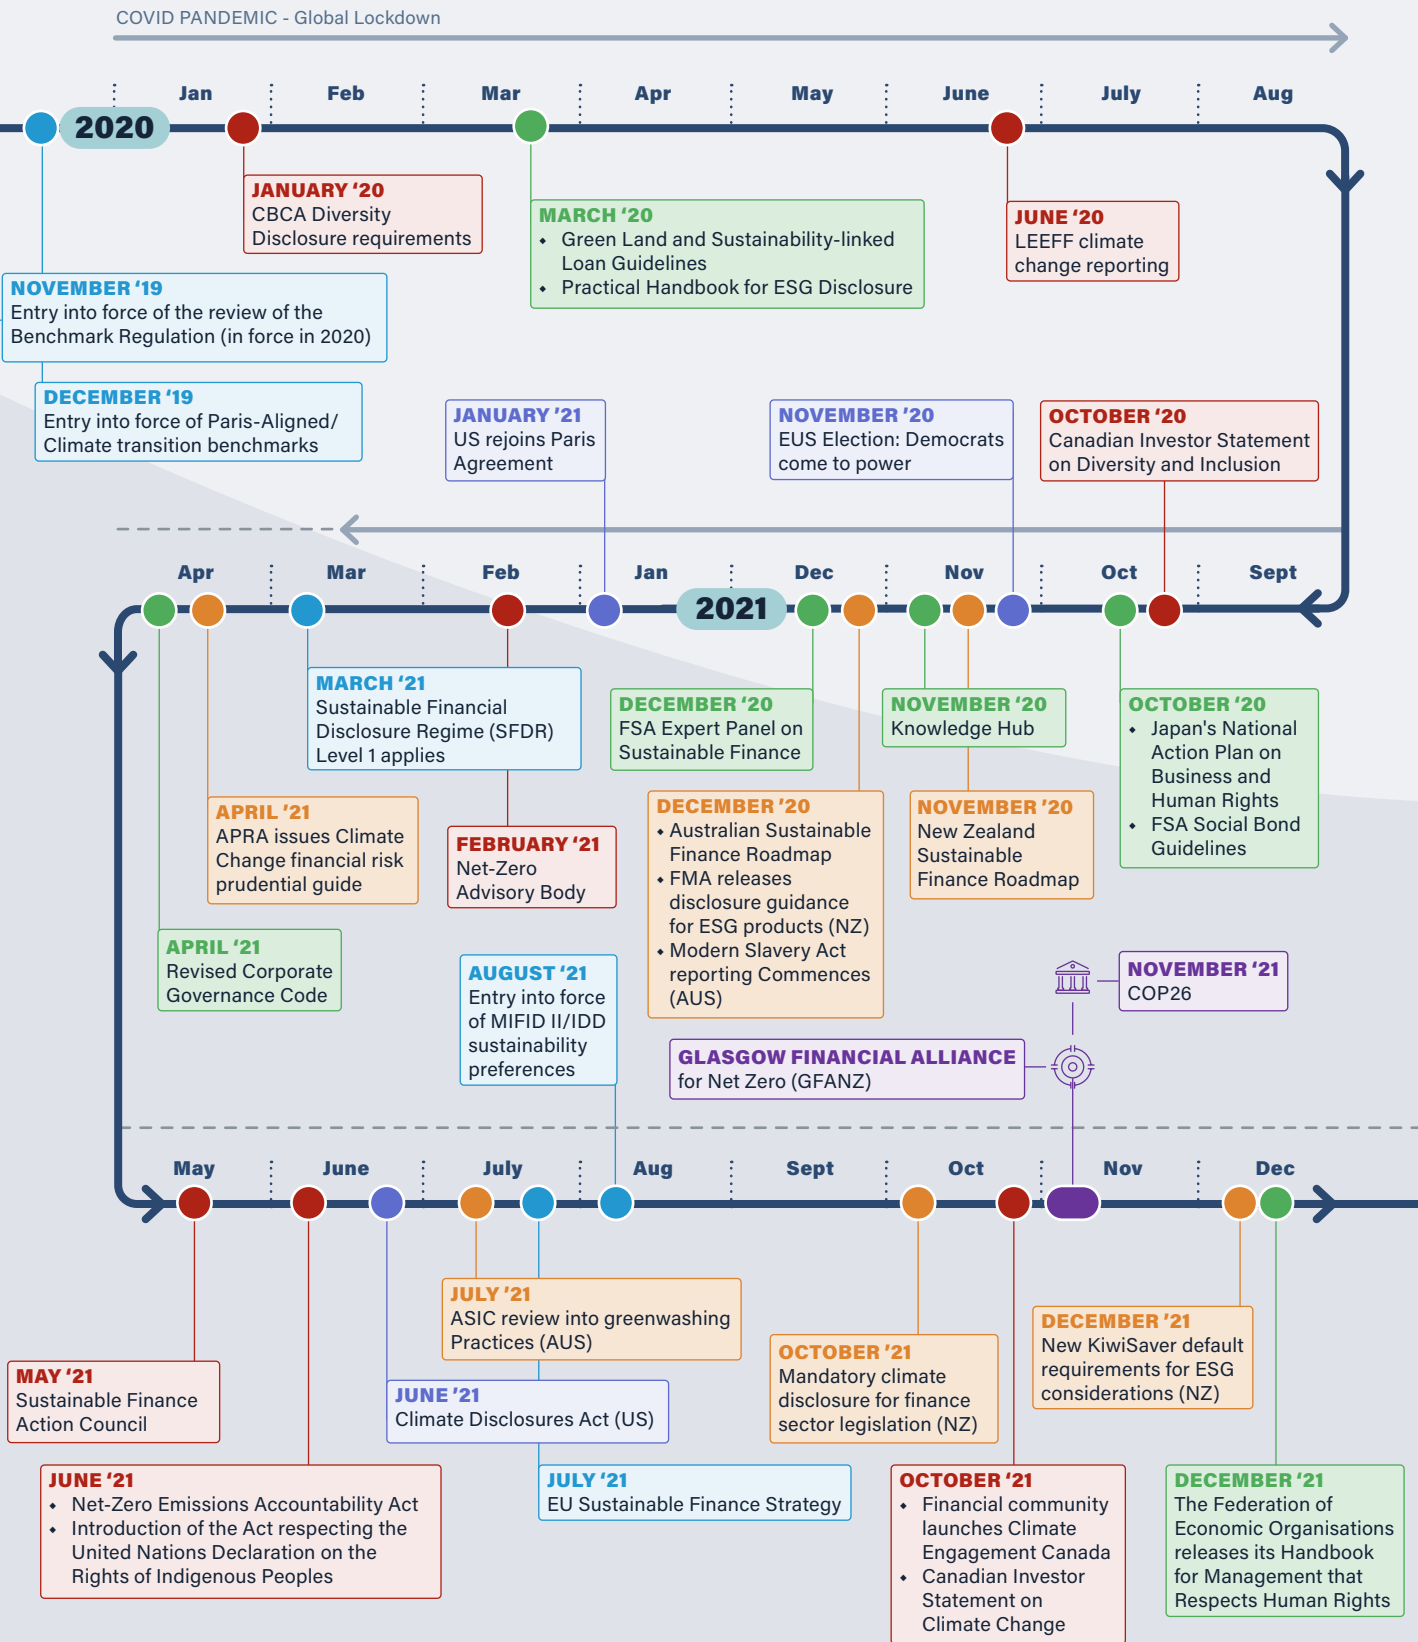 COVID PANDEMIC - Global Lockdown
Jan
Feb
Mar
Apr
May
June
July
Aug
2020
JANUARY ‘20
CBCA Diversity
Disclosure requirements
MARCH ‘20
• Green Land and Sustainability-linked
Loan Guidelines
• Practical Handbook for ESG Disclosure
JUNE ‘20
LEEFF climate
change reporting
NOVEMBER ‘19
Entry into force of the review of the
Benchmark Regulation (in force in 2020)
DECEMBER ‘19
Entry into force of Paris-Aligned/
Climate transition benchmarks
JANUARY ’21
US rejoins Paris
Agreement
NOVEMBER ‘20
EUS Election: Democrats
come to power
OCTOBER ‘20
Canadian Investor Statement
on Diversity and Inclusion
Apr
Mar
Feb
Jan
Dec
Nov
Oct
Sept
2021
MARCH ‘21
Sustainable Financial
Disclosure Regime (SFDR)
Level 1 applies
DECEMBER ‘20
FSA Expert Panel on
Sustainable Finance
NOVEMBER ‘20
Knowledge Hub
OCTOBER ‘20
• Japan's National
Action Plan on
Business and
Human Rights
• FSA Social Bond
Guidelines
APRIL ’21
APRA issues Climate
Change financial risk
prudential guide
FEBRUARY ‘21
Net-Zero
Advisory Body
DECEMBER ‘20
• Australian Sustainable
Finance Roadmap
• FMA releases
disclosure guidance
for ESG products (NZ)
• Modern Slavery Act
reporting Commences
(AUS)
NOVEMBER ‘20
New Zealand
Sustainable
Finance Roadmap
APRIL ‘21
Revised Corporate
Governance Code
AUGUST ‘21
Entry into force
of MIFID II/IDD
sustainability
preferences
NOVEMBER ‘21
COP26
GLASGOW FINANCIAL ALLIANCE
for Net Zero (GFANZ)
May
June
July
Aug
Sept
Oct
Nov
Dec
JULY ’21
ASIC review into greenwashing
Practices (AUS)
DECEMBER ’21
New KiwiSaver default
requirements for ESG
considerations (NZ)
OCTOBER ’21
Mandatory climate
disclosure for finance
sector legislation (NZ)
MAY ‘21
Sustainable Finance
Action Council
JUNE ’21
Climate Disclosures Act (US)
JUNE ‘21
• Net-Zero Emissions Accountability Act
• Introduction of the Act respecting the
United Nations Declaration on the
Rights of Indigenous Peoples
JULY ‘21
EU Sustainable Finance Strategy
OCTOBER ‘21
• Financial community
launches Climate
Engagement Canada
• Canadian Investor
Statement on
Climate Change
DECEMBER ‘21
The Federation of
Economic Organisations
releases its Handbook
for Management that
Respects Human Rights